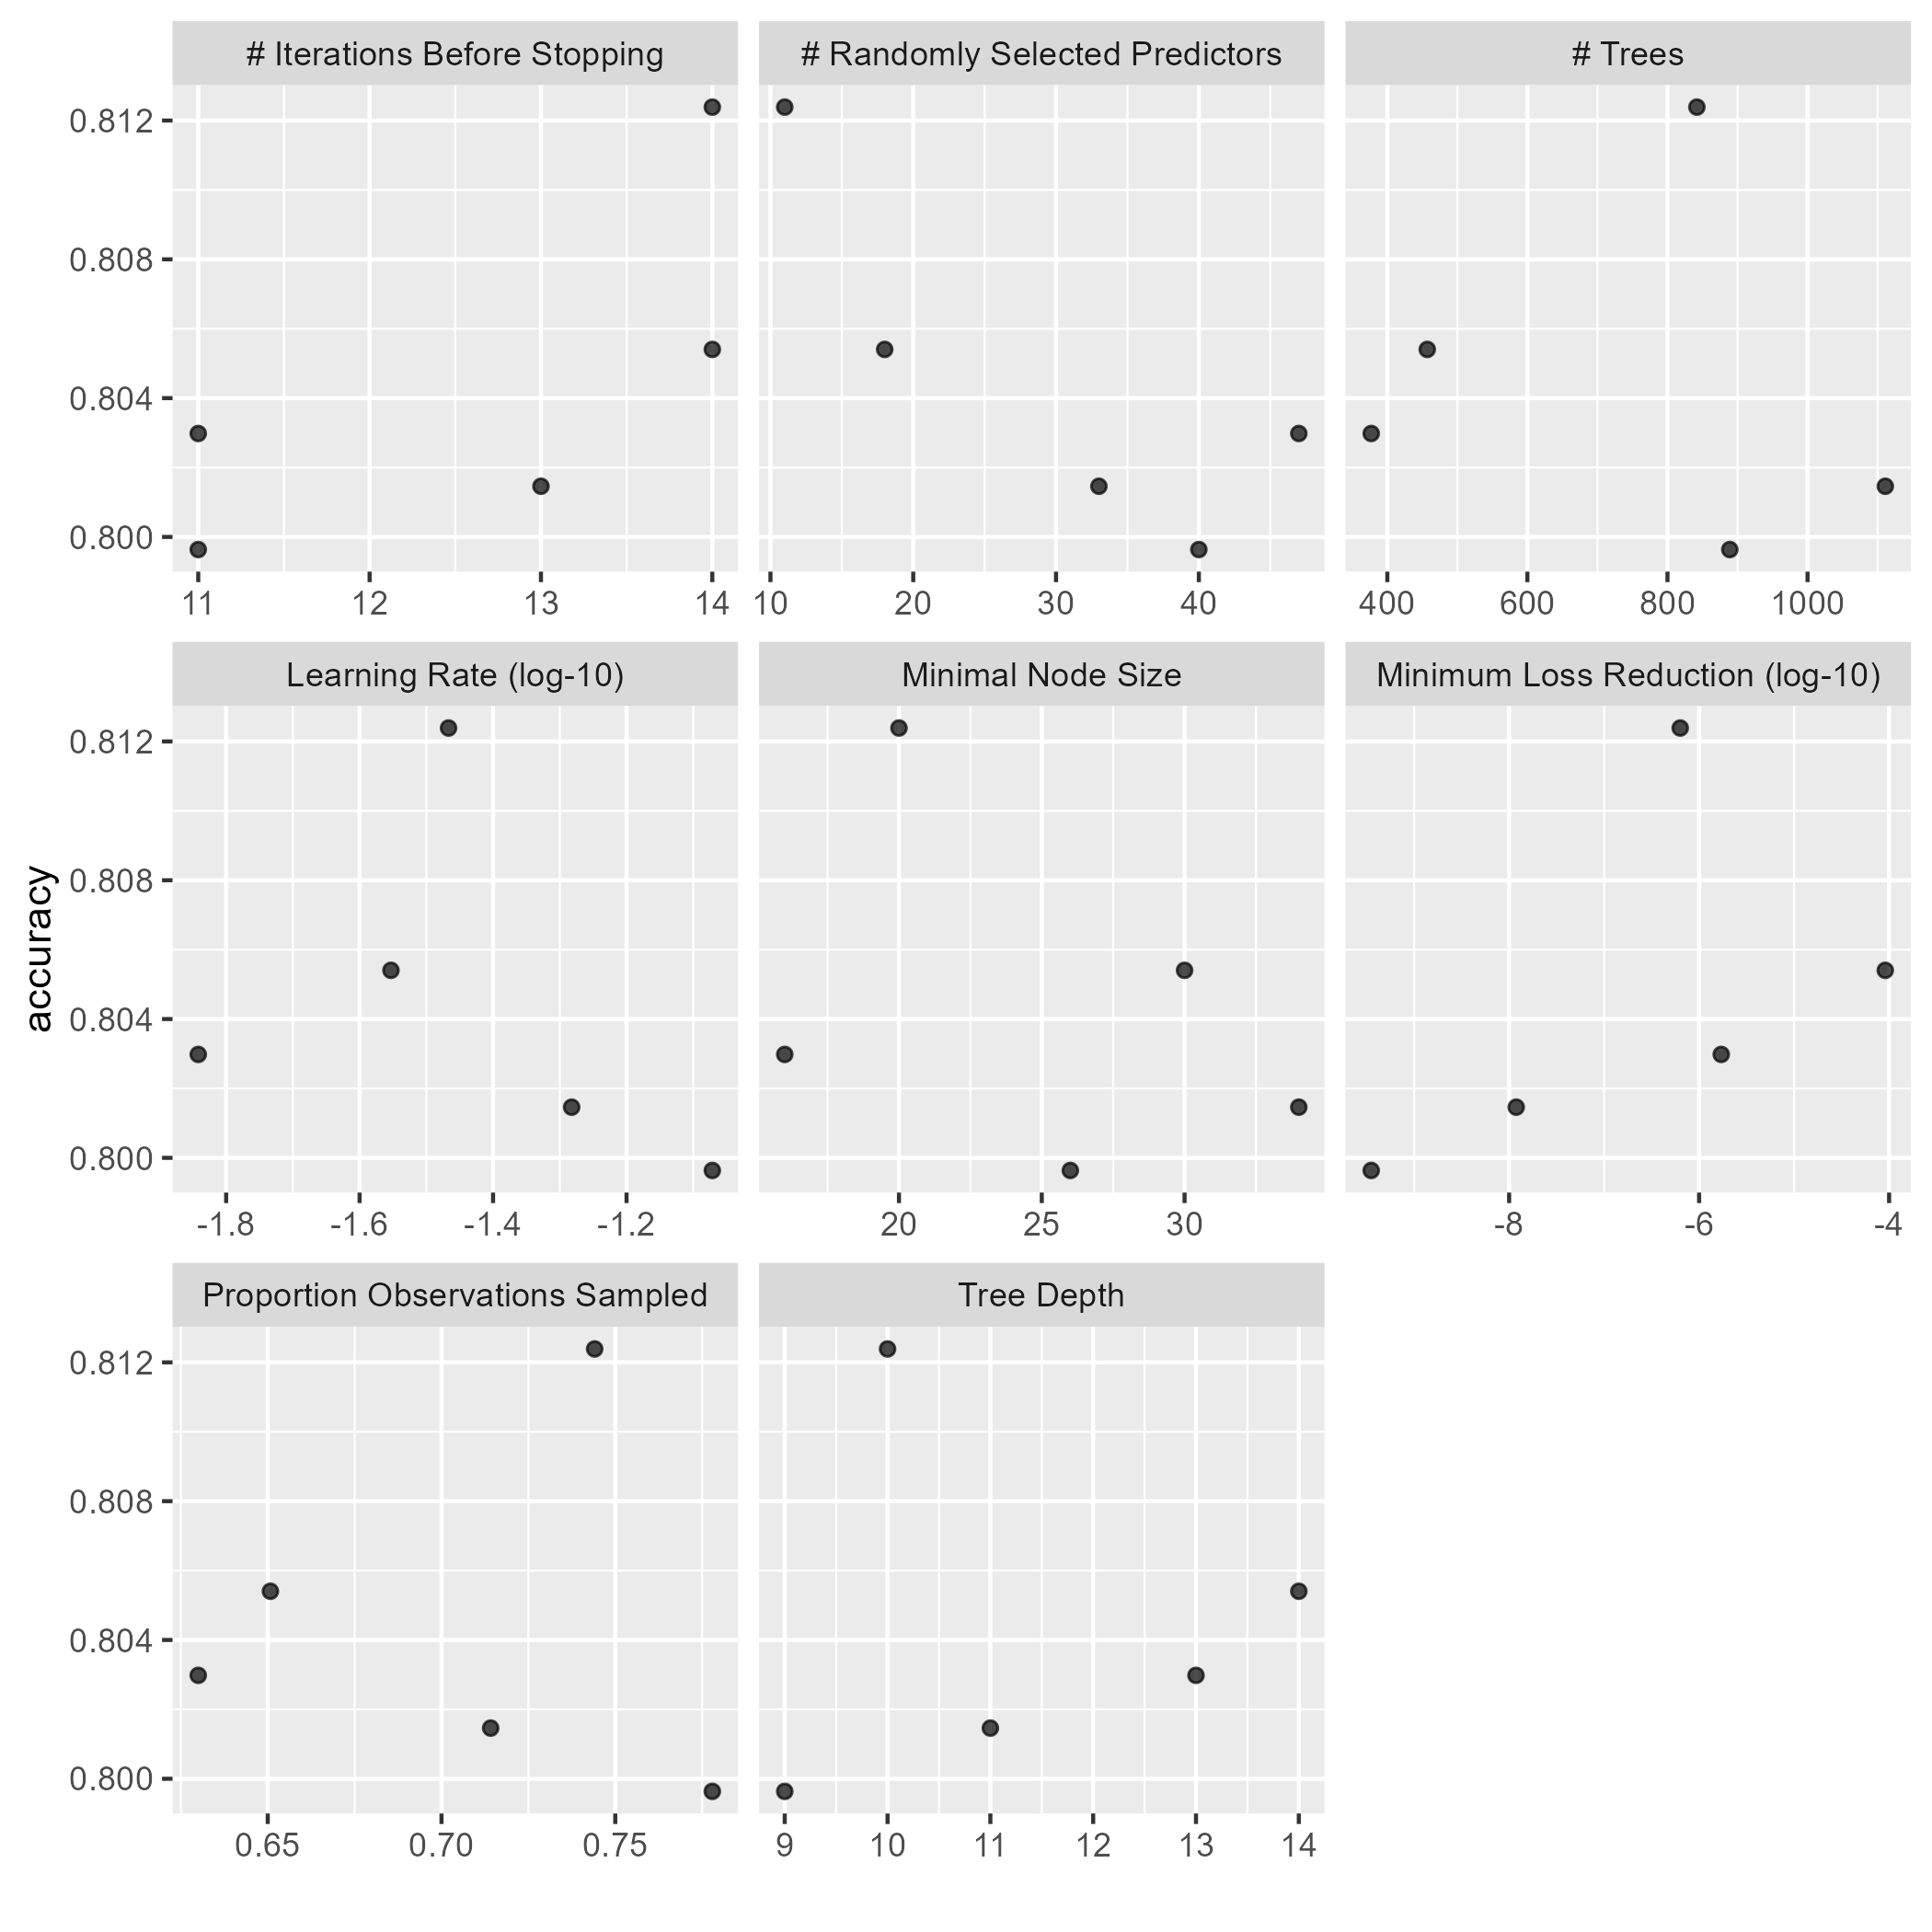 # Iterations Before Stopping # Randomly Selected Predictors # Trees
0.812
0.808
0.804
0.800
11 12 13 14 10 20 30 40 400 600 800 1000
Learning Rate (log-10) Minimal Node Size Minimum Loss Reduction (log-10)
0.812
0.808
accuracy
0.804
0.800
-1.8 -1.6 -1.4 -1.2 20 25 30 -8 -6 -4
Proportion Observations Sampled Tree Depth
0.812
0.808
0.804
0.800
0.65 0.70 0.75 9 10 11 12 13 14